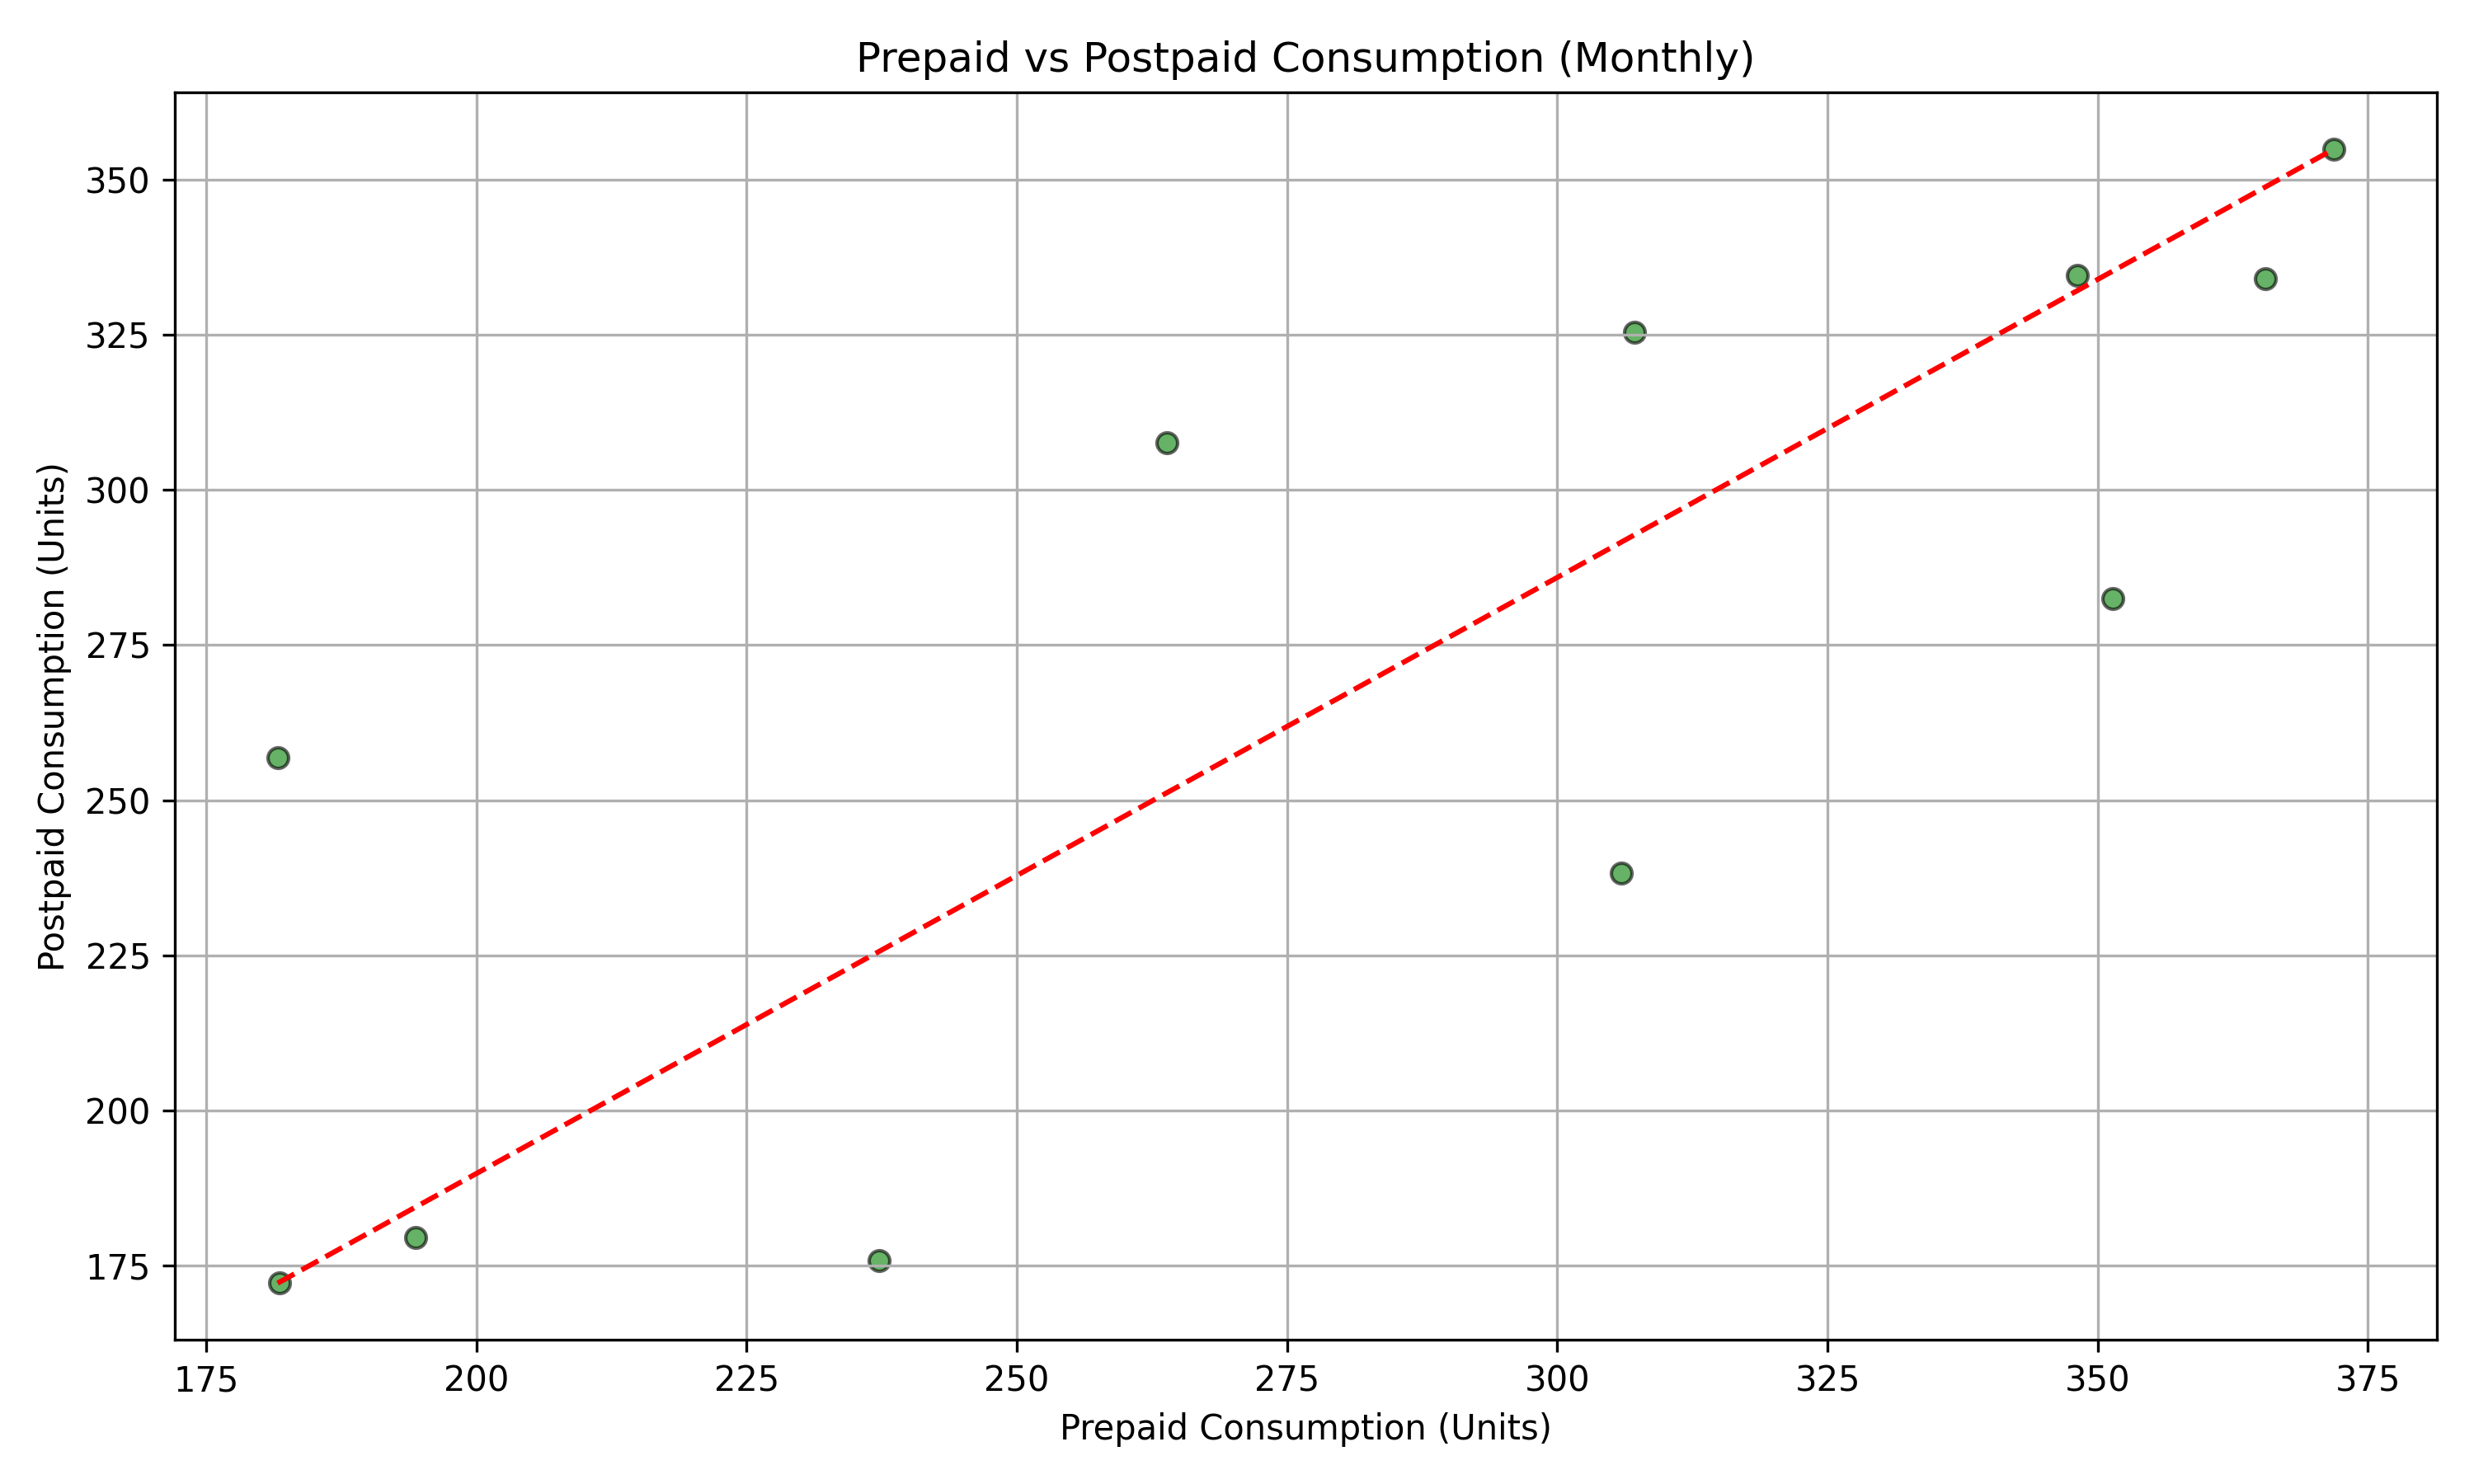 Prepaid vs Postpaid Consumption (Monthly)
Postpaid Consumption (Units)
350
325
300
275
250
225
200
175
175 200 225 250 275 300 325 350 375
Prepaid Consumption (Units)